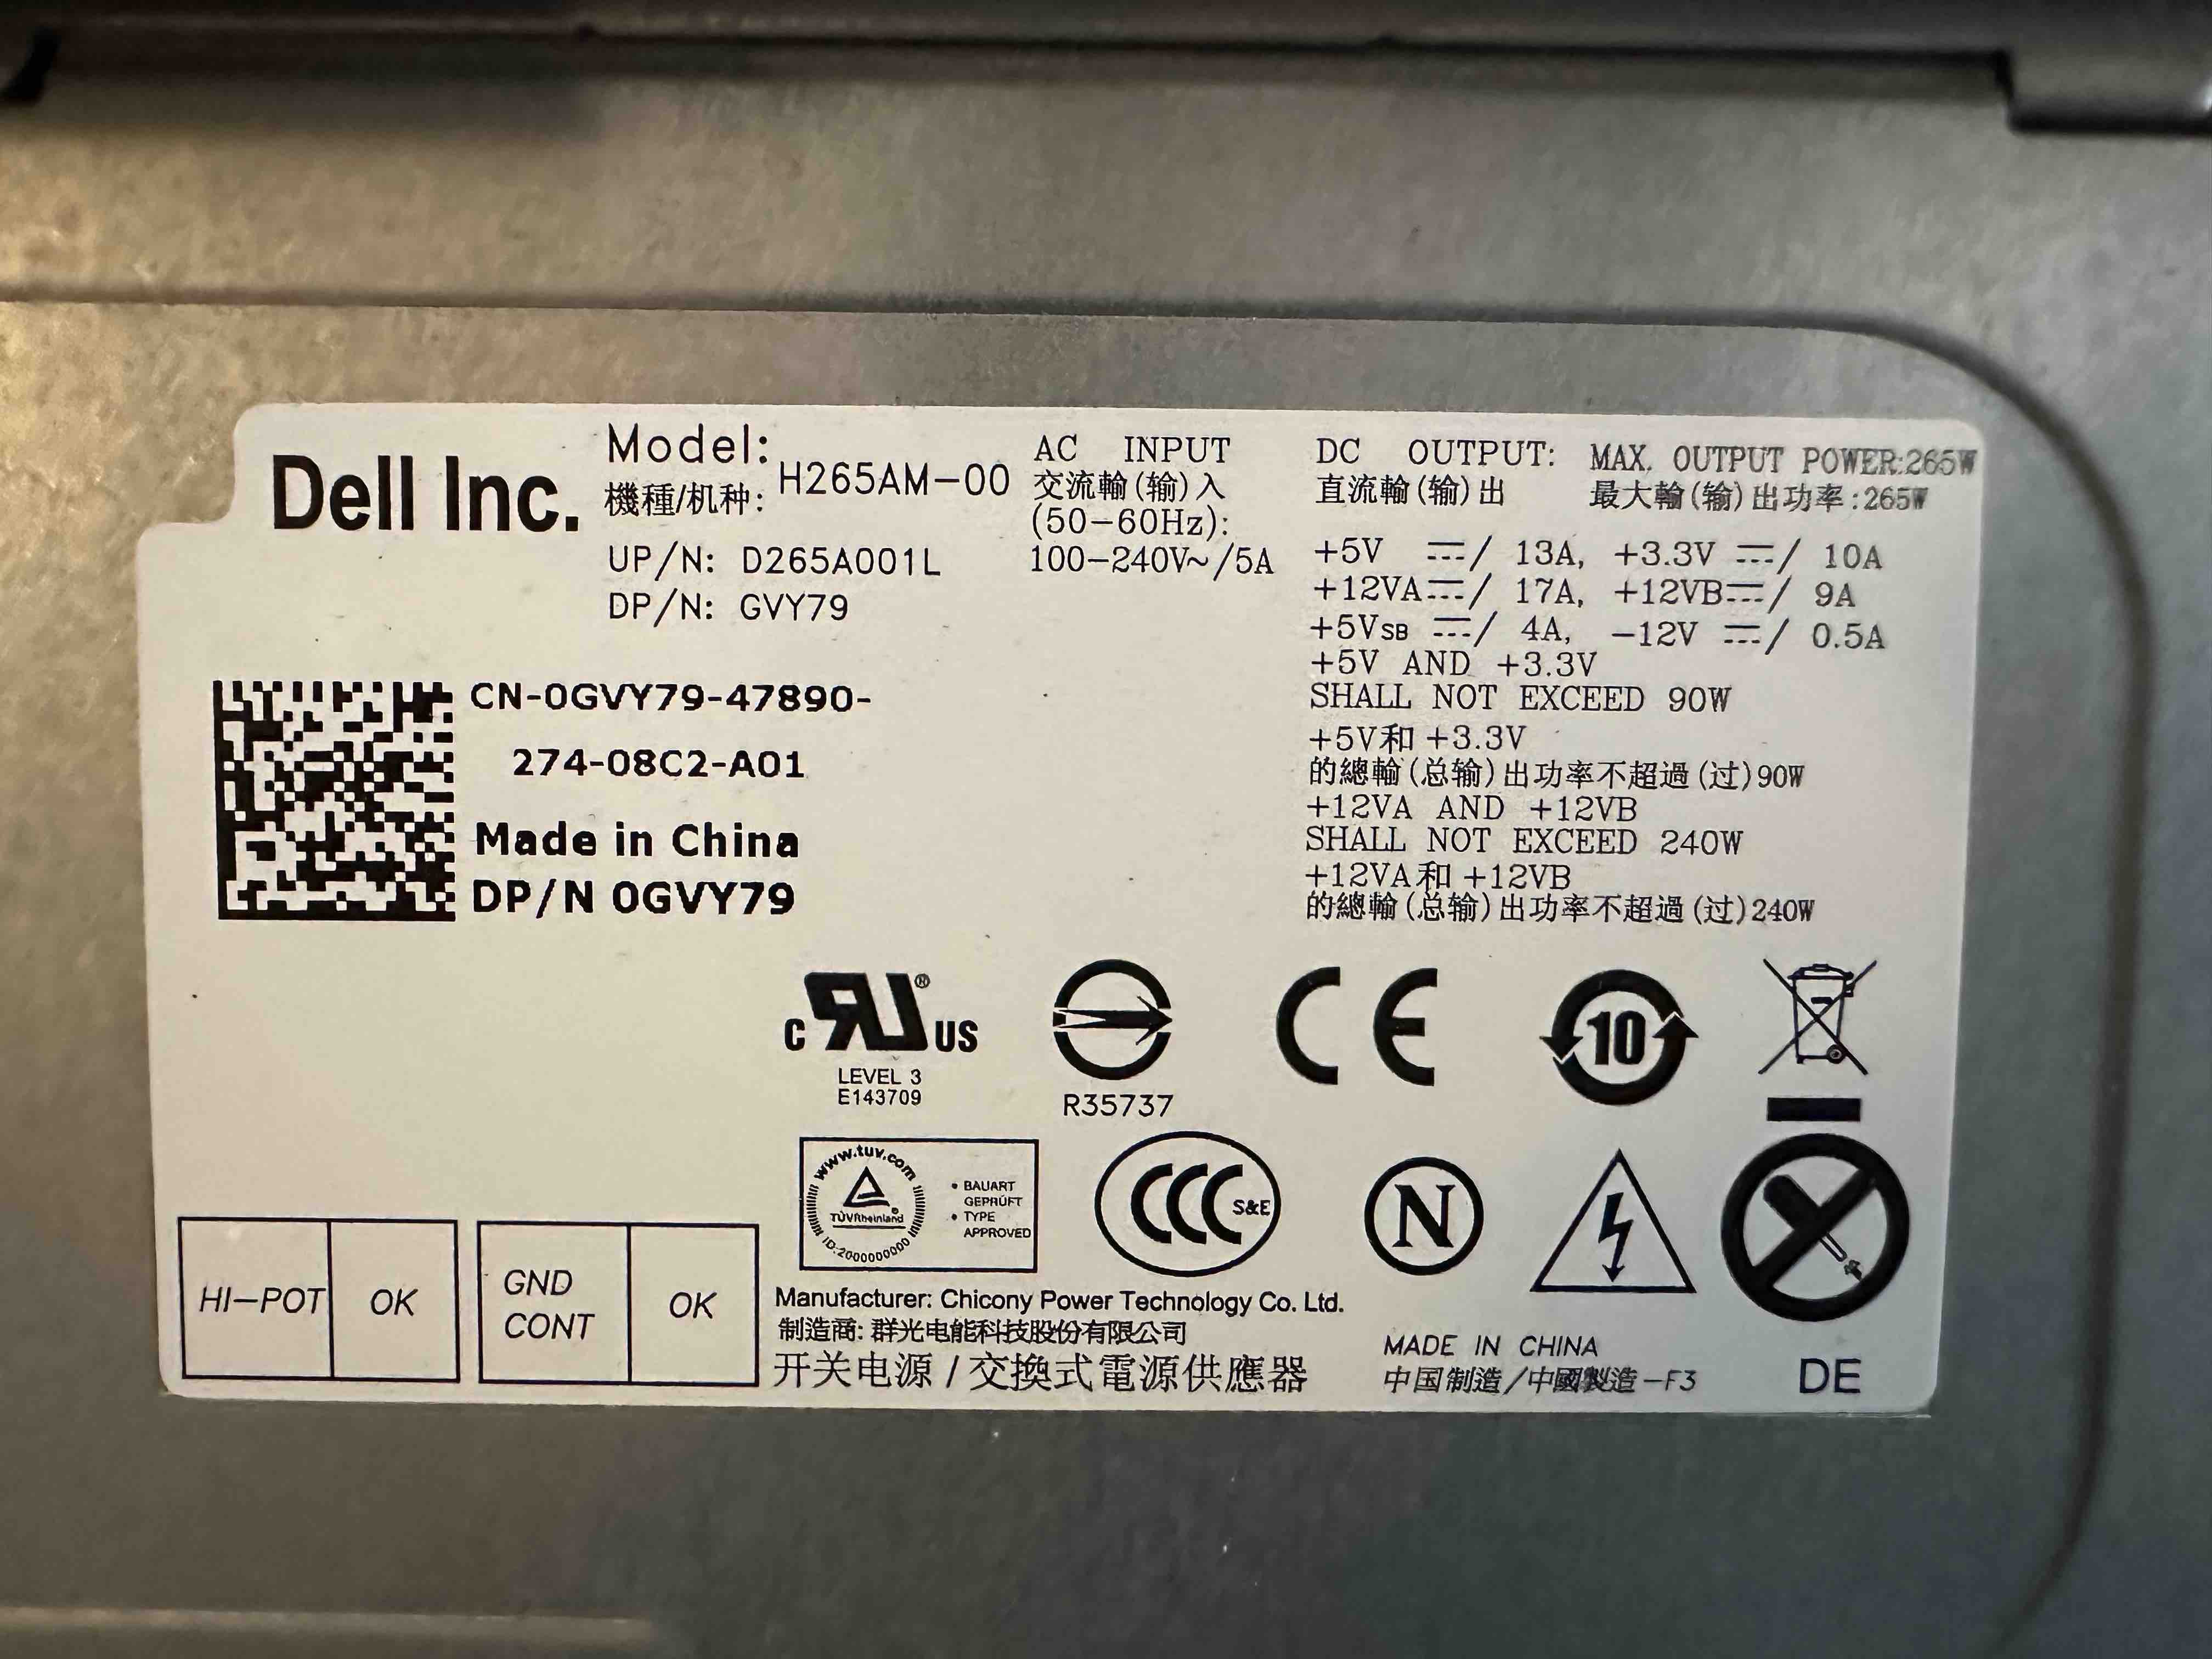 Dell Inc.
Model:
機種/机种: H265AM-00
UP/N: D265A001L
DP/N: GVY79
AC INPUT
交流輸(输)入
(50-60Hz):
100-240V~/5A
DC OUTPUT: MAX. OUTPUT POWER:265W
直流輸(输)出 最大輸(输)出功率:265W
+5V ⎓/ 13A, +3.3V ⎓/ 10A
+12VA⎓/ 17A, +12VB⎓/ 9A
+5VSB ⎓/ 4A, -12V ⎓/ 0.5A
+5V AND +3.3V
SHALL NOT EXCEED 90W
+5V和 +3.3V
的總輸(总输)出功率不超過(过)90W
+12VA AND +12VB
SHALL NOT EXCEED 240W
+12VA和 +12VB
的總輸(总输)出功率不超過(过)240W
CN-0GVY79-47890-
274-08C2-A01
Made in China
DP/N 0GVY79
c RU ® US
LEVEL 3
E143709
R35737
CE
10
www.tuv.com
TÜVRheinland®
ID:2000000000
• BAUART
GEPRÜFT
• TYPE
APPROVED
CCC S&E
N
HI-POT OK
GND
CONT OK
Manufacturer: Chicony Power Technology Co. Ltd.
制造商: 群光电能科技股份有限公司
开关电源 / 交換式電源供應器
MADE IN CHINA
中国制造/中國製造-F3
DE